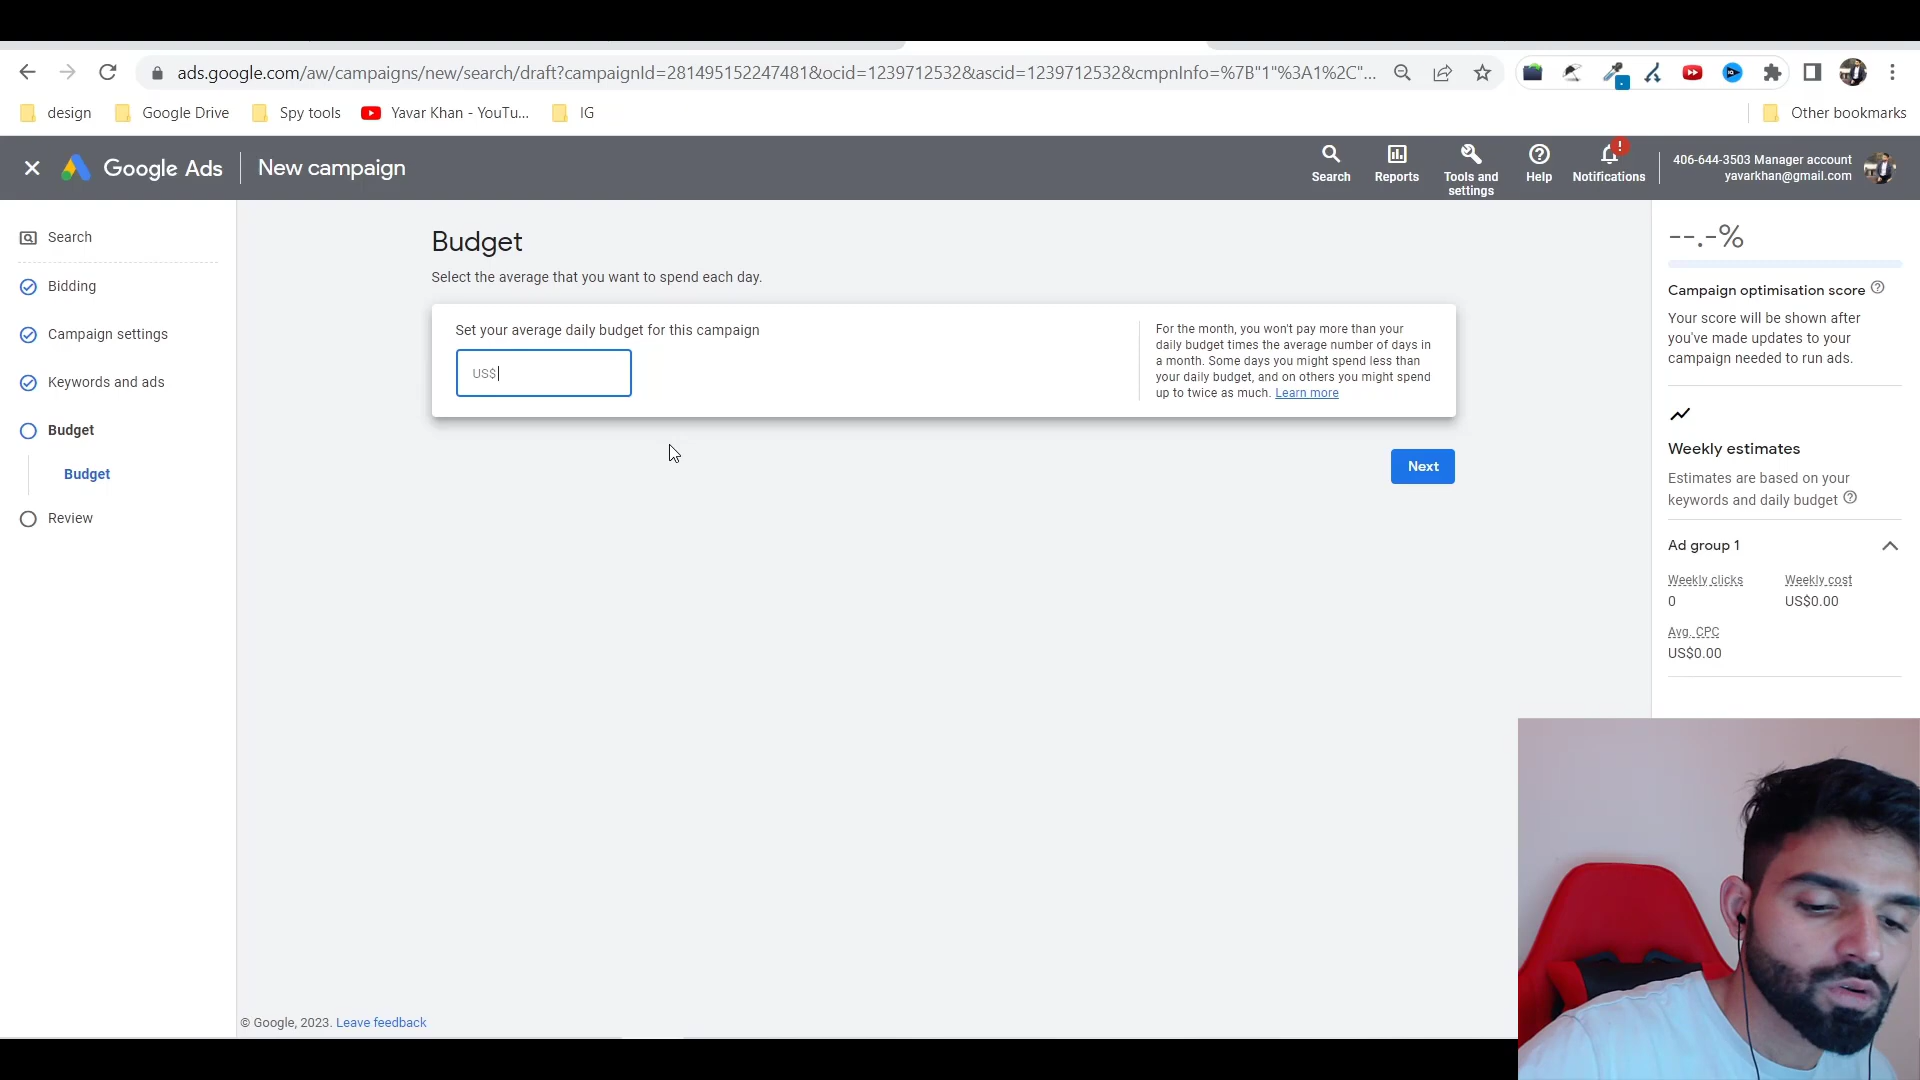 ads.google.com/aw/campaigns/new/search/draft?campaignId=281495152247481&ocid=1239712532&ascid=1239712532&cmpnInfo=%7B"1"%3A1%2C"...
design
Google Drive
Spy tools
Yavar Khan - YouTu...
IG
Other bookmarks
Google Ads
New campaign
Search
Reports
Tools and
settings
Help
Notifications
406-644-3503 Manager account
yavarkhan@gmail.com
Search
Bidding
Campaign settings
Keywords and ads
Budget
Budget
Review
Budget
Select the average that you want to spend each day.
Set your average daily budget for this campaign
US$
For the month, you won't pay more than your
daily budget times the average number of days in
a month. Some days you might spend less than
your daily budget, and on others you might spend
up to twice as much. Learn more
Next
--.-%
Campaign optimisation score
Your score will be shown after
you've made updates to your
campaign needed to run ads.
Weekly estimates
Estimates are based on your
keywords and daily budget
Ad group 1
Weekly clicks
Weekly cost
0
US$0.00
Avg. CPC
US$0.00
© Google, 2023. Leave feedback